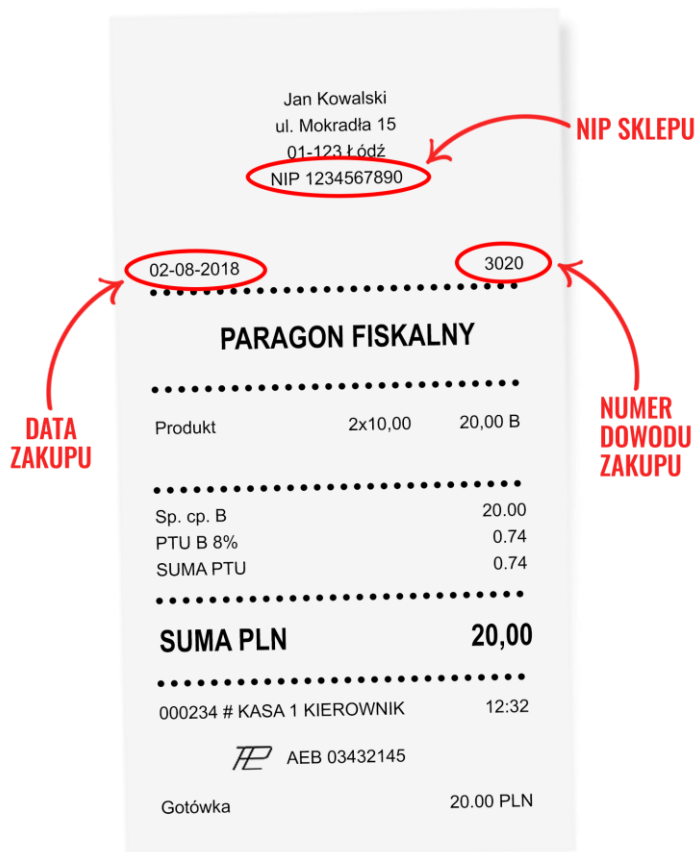 Jan Kowalski
ul. Mokradła 15
01-123 Łódź
NIP 1234567890
NIP SKLEPU
02-08-2018 3020
PARAGON FISKALNY
Produkt 2x10,00 20,00 B
DATA
ZAKUPU
NUMER
DOWODU
ZAKUPU
Sp. cp. B 20.00
PTU B 8% 0.74
SUMA PTU 0.74
SUMA PLN 20,00
000234 # KASA 1 KIEROWNIK 12:32
AEB 03432145
Gotówka 20.00 PLN